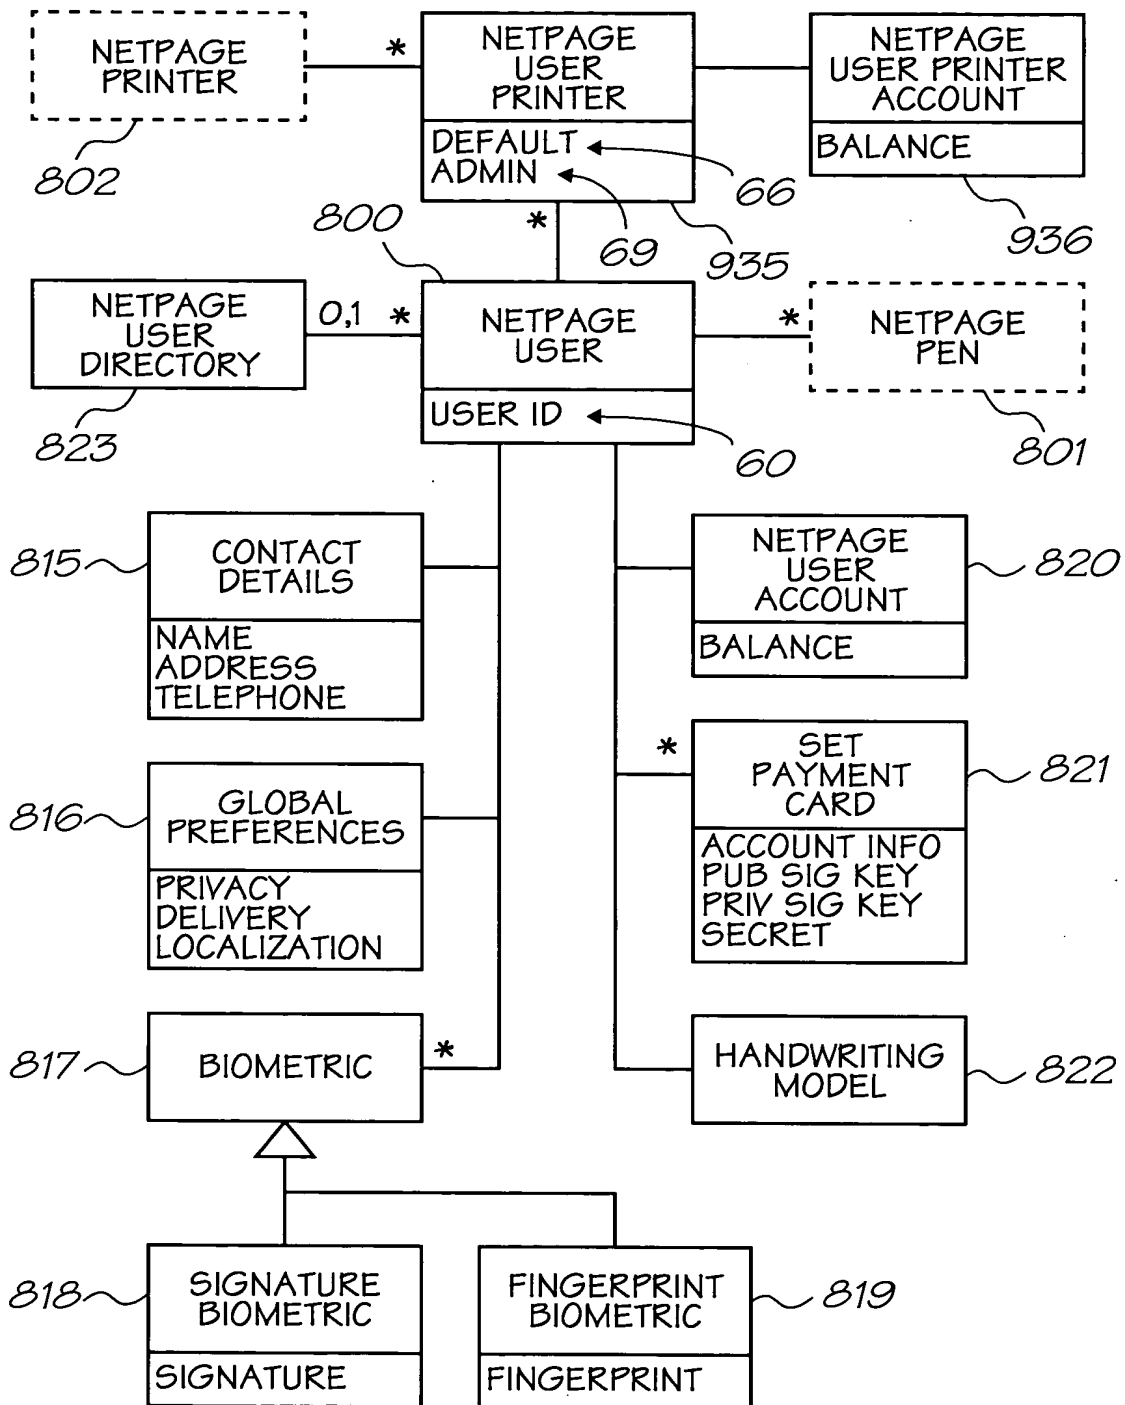 NETPAGE
PRINTER
802
*
NETPAGE
USER
PRINTER
DEFAULT
ADMIN
66
69
935
NETPAGE
USER PRINTER
ACCOUNT
BALANCE
936
*
800
NETPAGE
USER
DIRECTORY
823
0,1
*
NETPAGE
USER
USER ID
60
*
NETPAGE
PEN
801
815
CONTACT
DETAILS
NAME
ADDRESS
TELEPHONE
NETPAGE
USER
ACCOUNT
BALANCE
820
816
GLOBAL
PREFERENCES
PRIVACY
DELIVERY
LOCALIZATION
*
SET
PAYMENT
CARD
ACCOUNT INFO
PUB SIG KEY
PRIV SIG KEY
SECRET
821
817
BIOMETRIC
*
HANDWRITING
MODEL
822
818
SIGNATURE
BIOMETRIC
SIGNATURE
FINGERPRINT
BIOMETRIC
FINGERPRINT
819